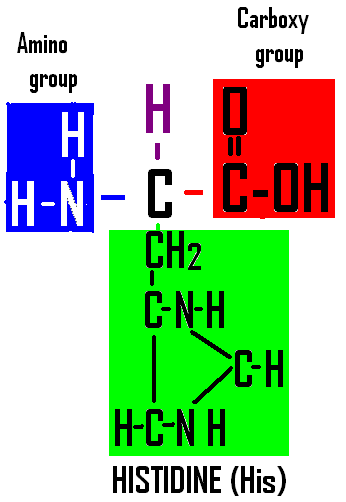 Amino
group
Carboxy
group
H
H
O
=
H-N
-
C
-
C-OH
CH2
C-N-H
C-H
H-C-N H
HISTIDINE (His)